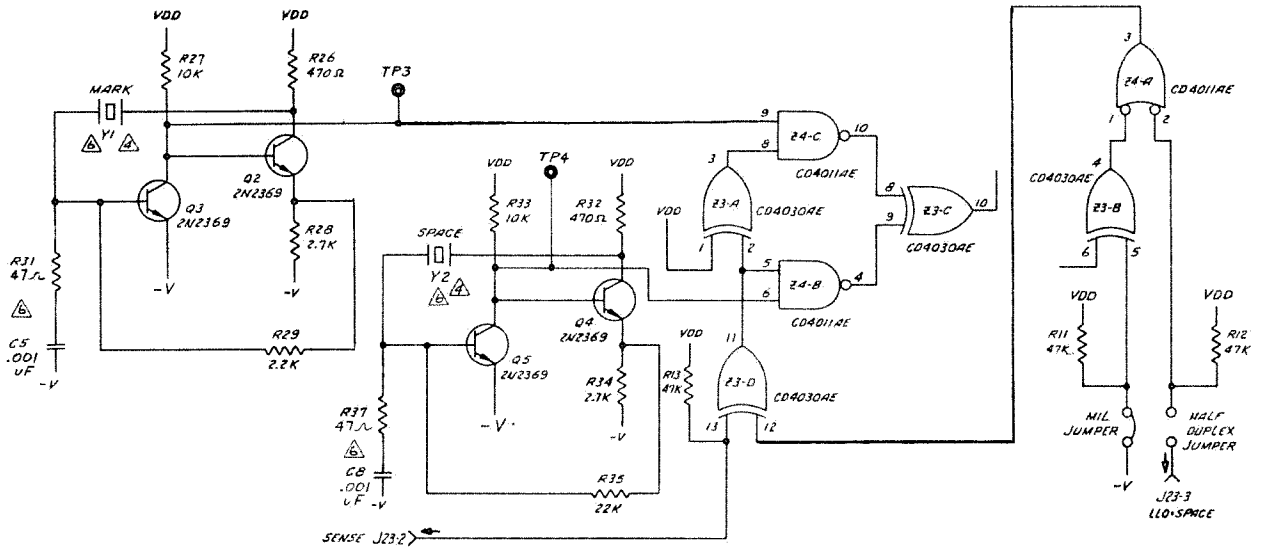 VDD
VDD
R27
10K
R26
470Ω
MARK
Y1
6
4
TP3
Q2
2N2369
Q3
2N2369
R28
2.7K
-V
-V
R31
47Ω
6
C5
.001
uF
-V
R29
2.2K
TP4
VDD
R33
10K
VDD
R32
470Ω
SPACE
Y2
6
4
Q4
2N2369
Q5
2N2369
R34
2.7K
-V
-V
R37
47Ω
6
C8
.001
uF
-V
R35
22K
SENSE J23-2
VDD
R13
47K
9
8
Z4-C
10
CD4011AE
3
Z3-A
CD4030AE
VDD
1
2
8
9
Z3-C
10
CD4030AE
5
6
Z4-B
4
CD4011AE
11
Z3-D
CD4030AE
13
12
3
Z4-A
CD4011AE
1
2
4
CD4030AE
Z3-B
6
5
VDD
R11
47K
VDD
R12
47K
MIL
JUMPER
HALF
DUPLEX
JUMPER
-V
J23-3
LLO=SPACE